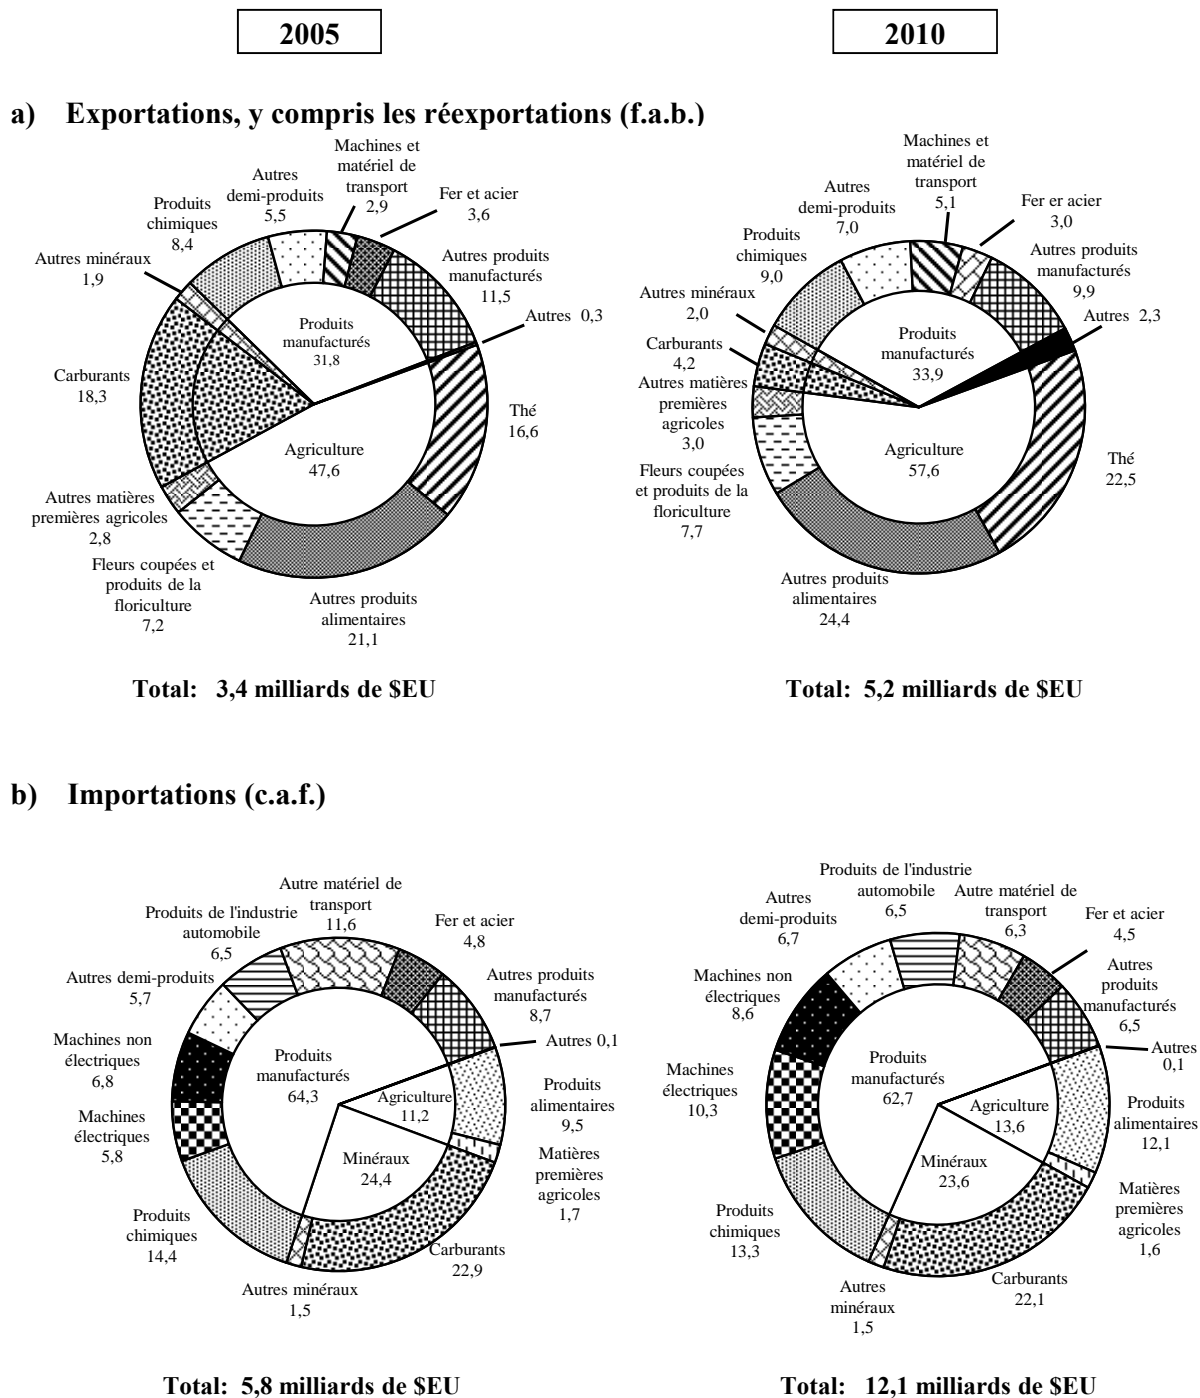 2005
2010
a) Exportations, y compris les réexportations (f.a.b.)
Machines et
matériel de
transport
2,9
Autres
demi-produits
5,5
Fer et acier
3,6
Produits
chimiques
8,4
Autres minéraux
1,9
Autres produits
manufacturés
11,5
Autres 0,3
Produits
manufacturés
31,8
Carburants
18,3
Thé
16,6
Agriculture
47,6
Autres matières
premières agricoles
2,8
Fleurs coupées et
produits de la
floriculture
7,2
Autres produits
alimentaires
21,1
Total: 3,4 milliards de $EU
Machines et
matériel de
transport
5,1
Autres
demi-produits
7,0
Fer er acier
3,0
Produits
chimiques
9,0
Autres produits
manufacturés
9,9
Autres minéraux
2,0
Autres 2,3
Carburants
4,2
Produits
manufacturés
33,9
Autres matières
premières
agricoles
3,0
Agriculture
57,6
Thé
22,5
Fleurs coupées
et produits de la
floriculture
7,7
Autres produits
alimentaires
24,4
Total: 5,2 milliards de $EU
b) Importations (c.a.f.)
Autre matériel de
transport
11,6
Produits de l'industrie
automobile
6,5
Fer et acier
4,8
Autres demi-produits
5,7
Autres produits
manufacturés
8,7
Machines non
électriques
6,8
Autres 0,1
Produits
manufacturés
64,3
Agriculture
11,2
Produits
alimentaires
9,5
Machines
électriques
5,8
Minéraux
24,4
Matières
premières
agricoles
1,7
Produits
chimiques
14,4
Carburants
22,9
Autres minéraux
1,5
Total: 5,8 milliards de $EU
Produits de l'industrie
automobile
6,5
Autres
demi-produits
6,7
Autre matériel de
transport
6,3
Fer et acier
4,5
Machines non
électriques
8,6
Autres
produits
manufacturés
6,5
Autres
0,1
Produits
manufacturés
62,7
Machines
électriques
10,3
Agriculture
13,6
Produits
alimentaires
12,1
Minéraux
23,6
Matières
premières
agricoles
1,6
Produits
chimiques
13,3
Carburants
22,1
Autres
minéraux
1,5
Total: 12,1 milliards de $EU